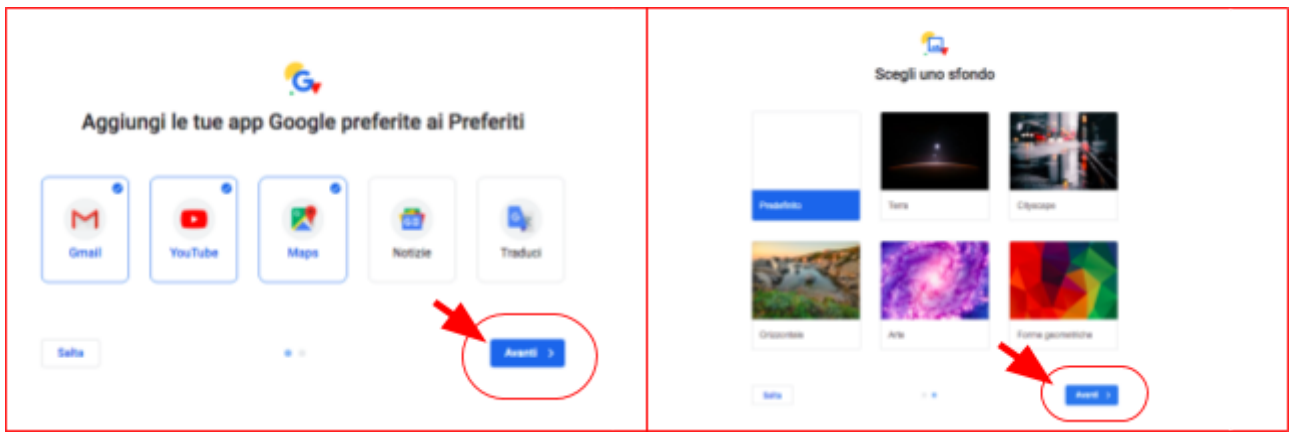 Aggiungi le tue app Google preferite ai Preferiti
Gmail
YouTube
Maps
Notizie
Traduci
Salta
Avanti
Scegli uno sfondo
Predefinito
Terra
Cityscape
Orizzontale
Arte
Forme geometriche
Salta
Avanti